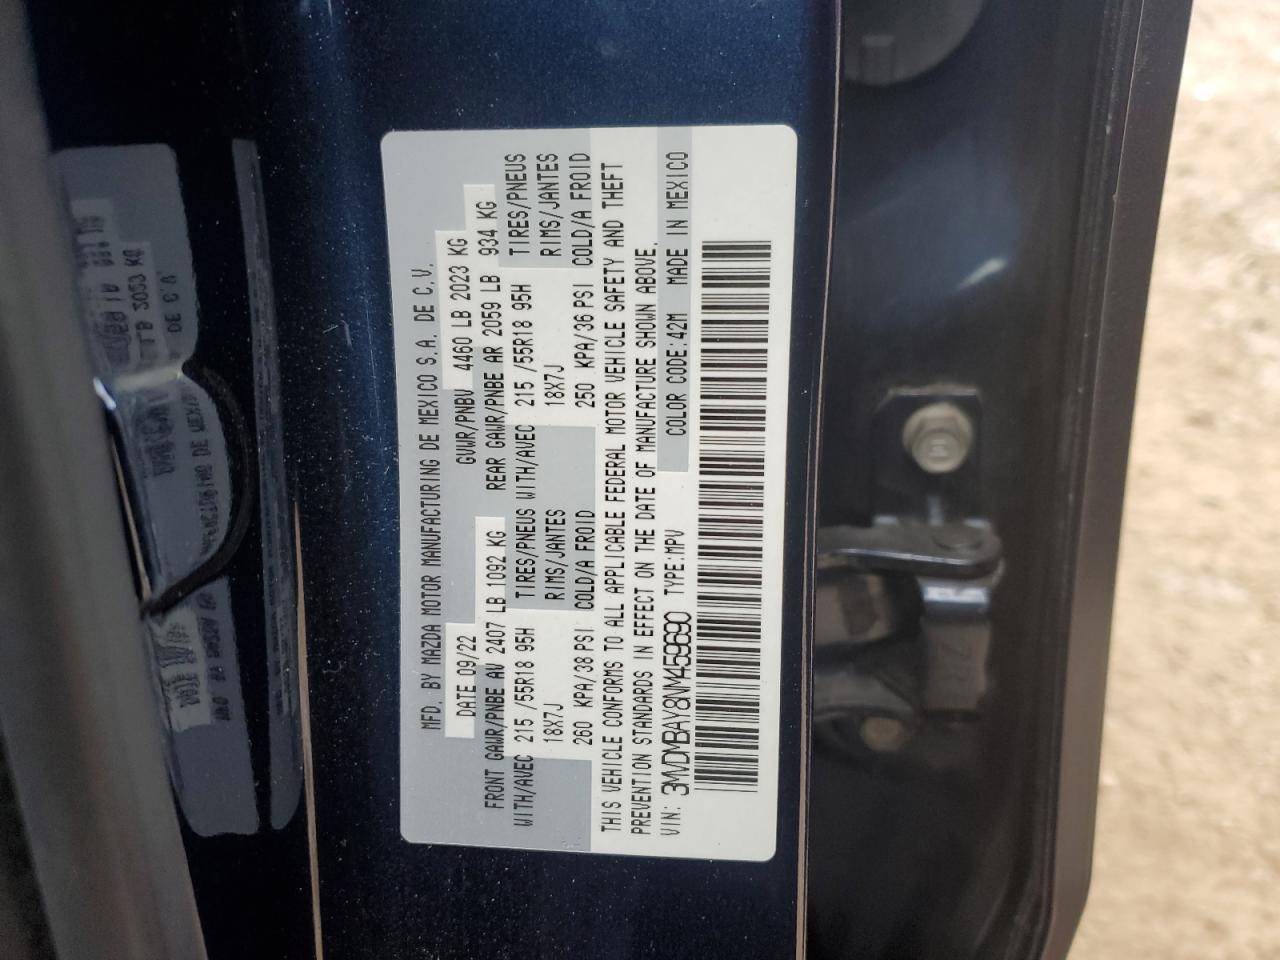 MFD. BY MAZDA MOTOR MANUFACTURING DE MEXICO S.A. DE C.V.
DATE 09/22 GVWR/PNBV 4460 LB 2023 KG
FRONT GAWR/PNBE AV 2407 LB 1092 KG REAR GAWR/PNBE AR 2059 LB 934 KG
WITH/AVEC 215 /55R18 95H TIRES/PNEUS WITH/AVEC 215 /55R18 95H TIRES/PNEUS
18X7J RIMS/JANTES 18X7J RIMS/JANTES
260 KPA/38 PSI COLD/A FROID 250 KPA/36 PSI COLD/A FROID
THIS VEHICLE CONFORMS TO ALL APPLICABLE FEDERAL MOTOR VEHICLE SAFETY AND THEFT
PREVENTION STANDARDS IN EFFECT ON THE DATE OF MANUFACTURE SHOWN ABOVE.
VIN: 3MVDMBAY8NM459690 TYPE:MPV COLOR CODE:42M MADE IN MEXICO